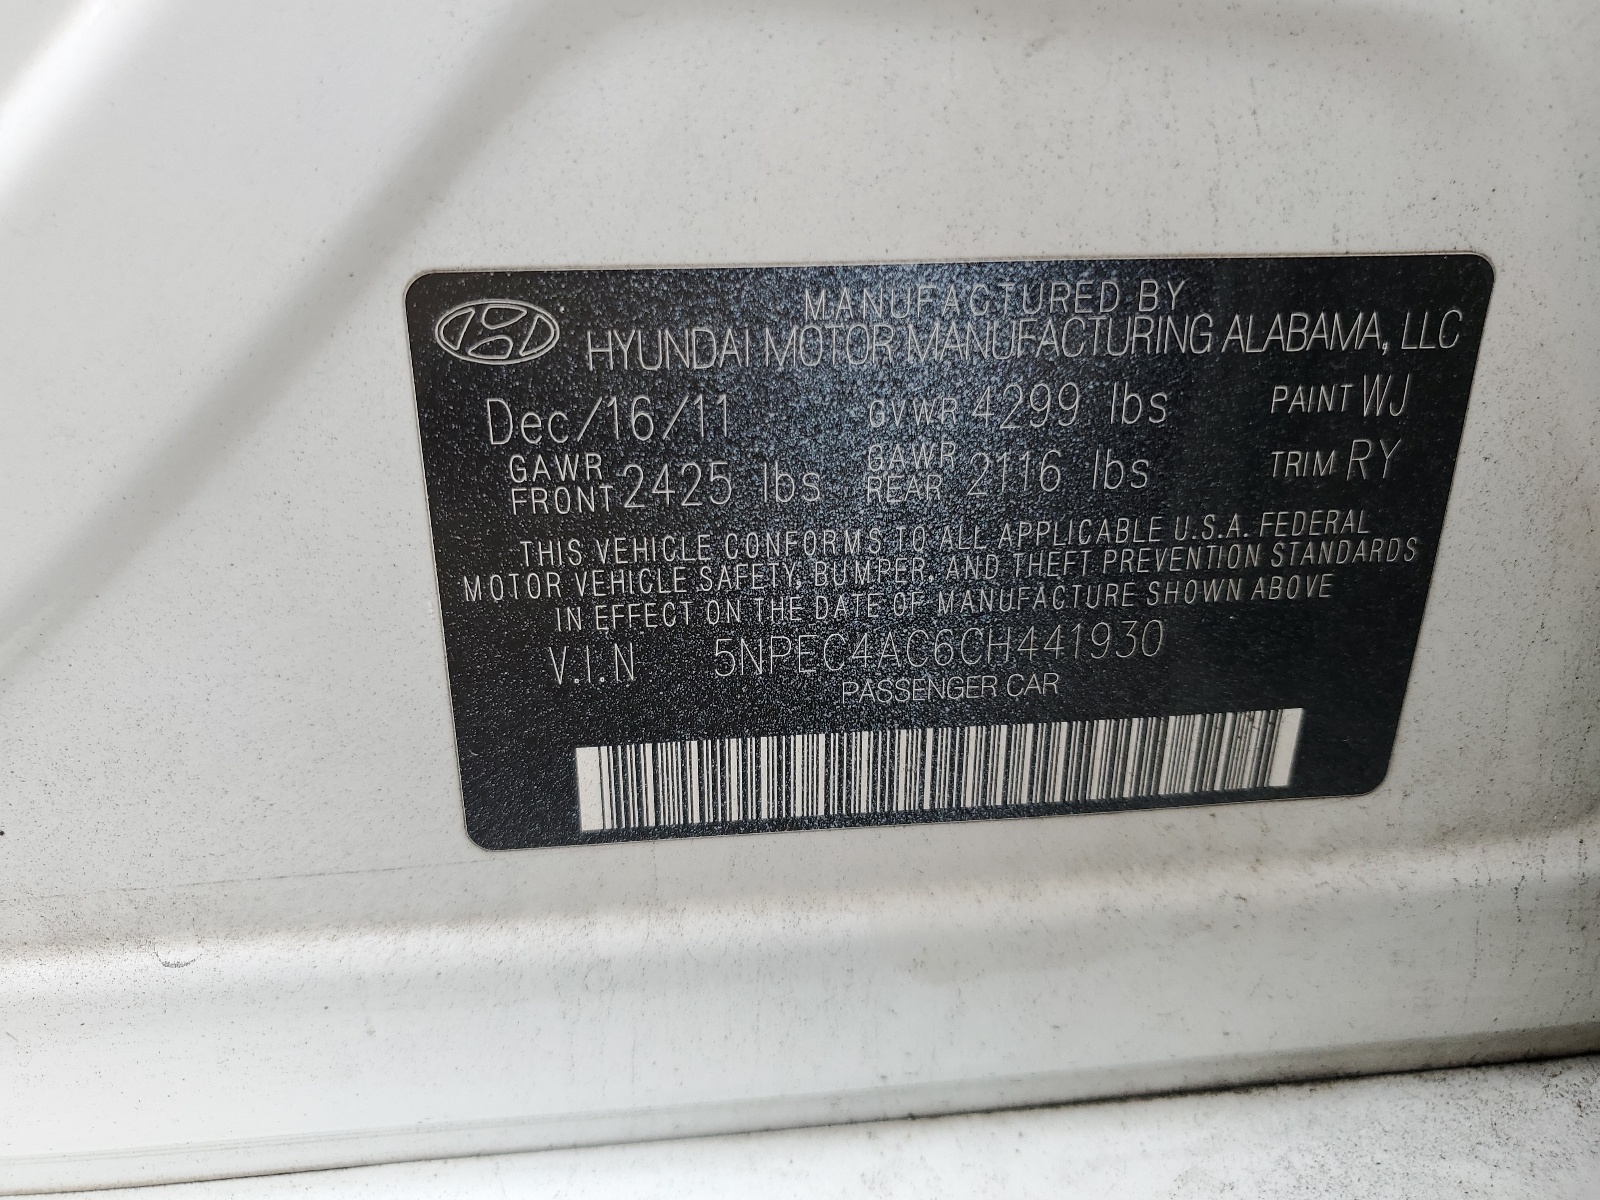 MANUFACTURED BY
HYUNDAI MOTOR MANUFACTURING ALABAMA, LLC
Dec/16/11 GVWR 4299 lbs PAINT WJ
GAWR FRONT 2425 lbs GAWR REAR 2116 lbs TRIM RY
THIS VEHICLE CONFORMS TO ALL APPLICABLE U.S.A. FEDERAL
MOTOR VEHICLE SAFETY, BUMPER, AND THEFT PREVENTION STANDARDS
IN EFFECT ON THE DATE OF MANUFACTURE SHOWN ABOVE
V.I.N 5NPEC4AC6CH441930
PASSENGER CAR